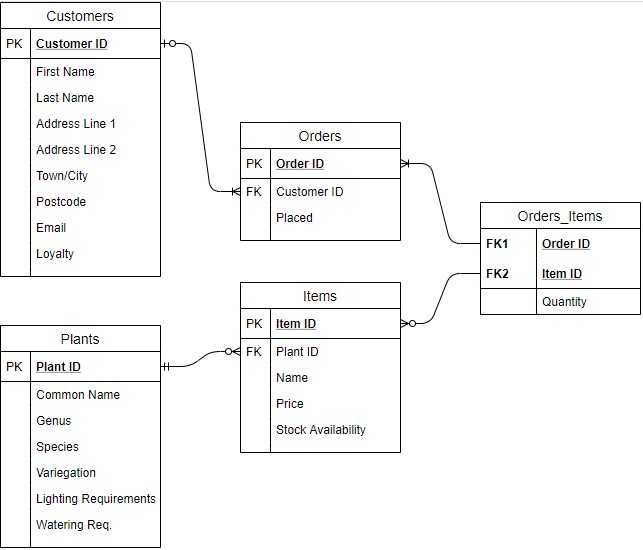 Customers
PK Customer ID
First Name
Last Name
Address Line 1
Address Line 2
Town/City
Postcode
Email
Loyalty
Orders
PK Order ID
FK Customer ID
Placed
Orders_Items
FK1 Order ID
FK2 Item ID
Quantity
Items
PK Item ID
FK Plant ID
Name
Price
Stock Availability
Plants
PK Plant ID
Common Name
Genus
Species
Variegation
Lighting Requirements
Watering Req.